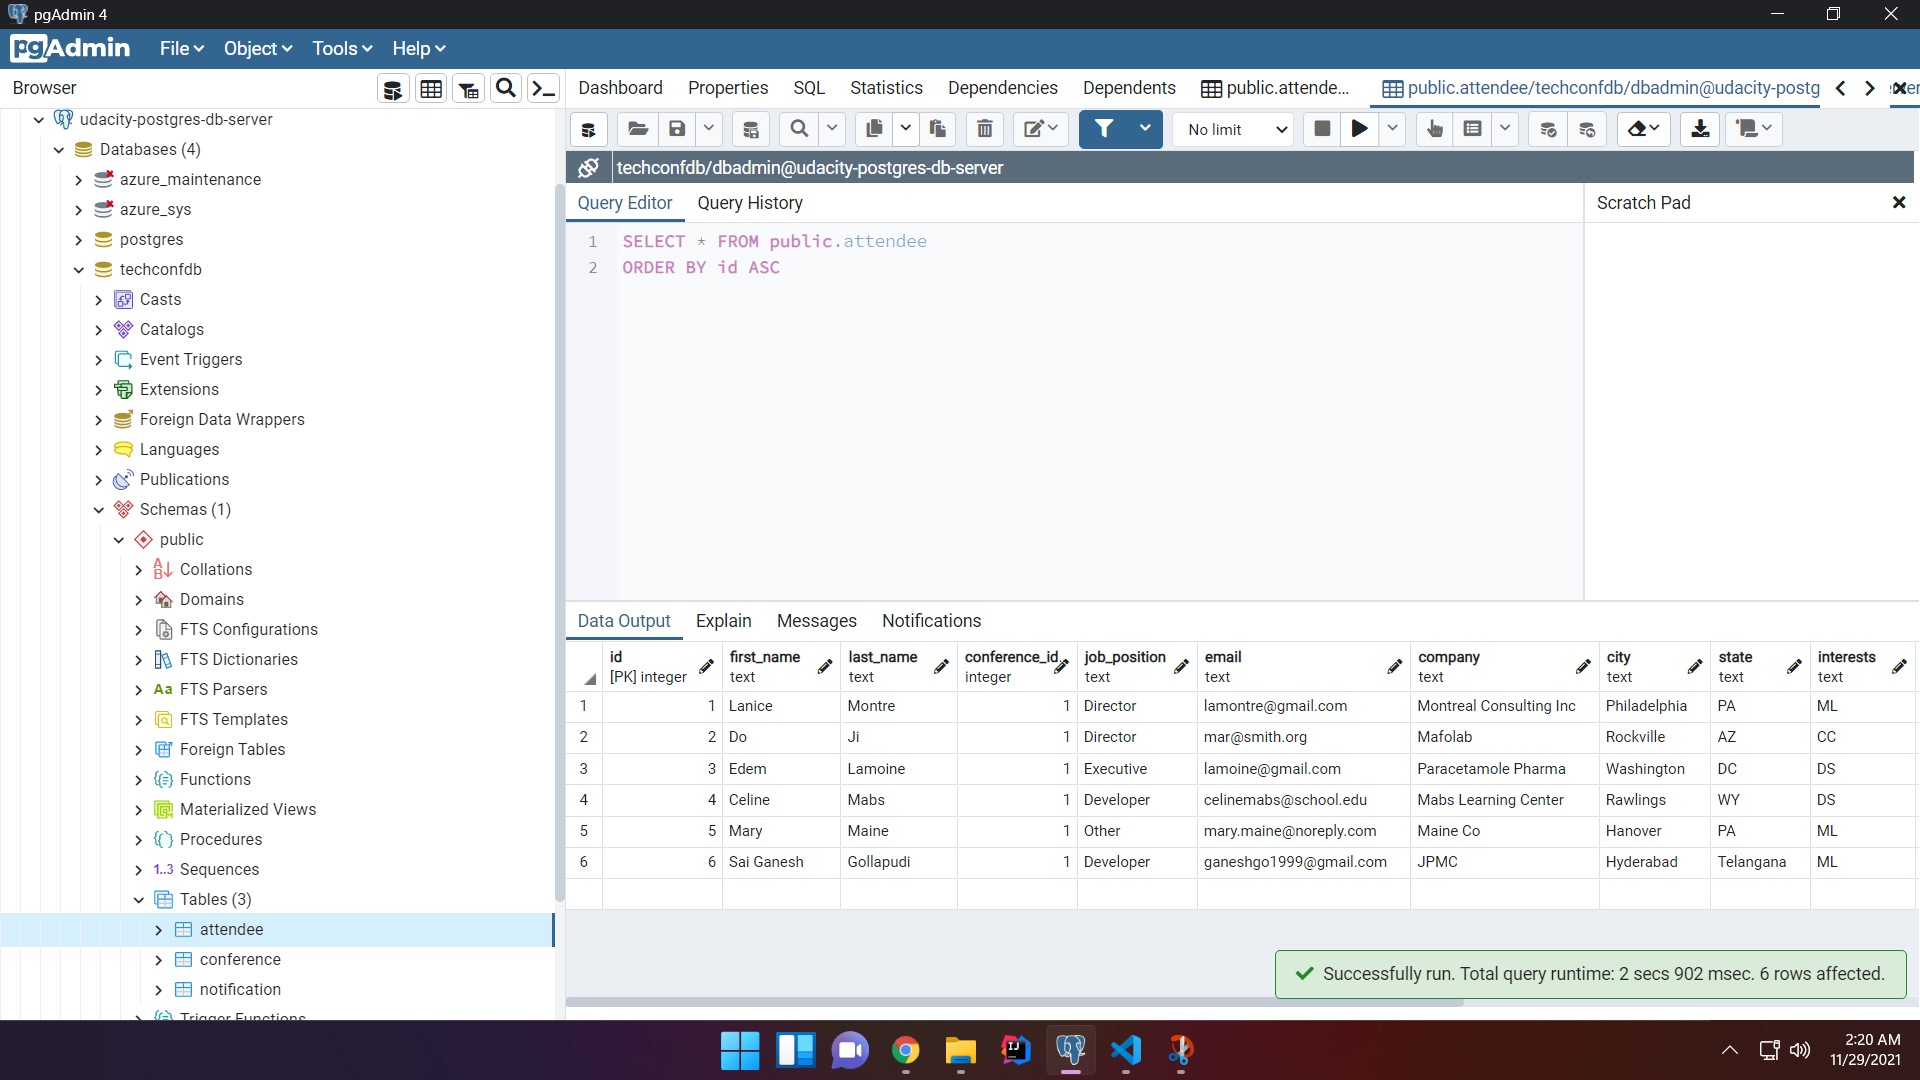 pgAdmin 4
pgAdmin File Object Tools Help
Browser
Dashboard Properties SQL Statistics Dependencies Dependents public.attende... public.attendee/techconfdb/dbadmin@udacity-postg
No limit
techconfdb/dbadmin@udacity-postgres-db-server
Query Editor Query History
Scratch Pad
1 SELECT * FROM public.attendee
2 ORDER BY id ASC
udacity-postgres-db-server
Databases (4)
azure_maintenance
azure_sys
postgres
techconfdb
Casts
Catalogs
Event Triggers
Extensions
Foreign Data Wrappers
Languages
Publications
Schemas (1)
public
Collations
Domains
FTS Configurations
FTS Dictionaries
Aa FTS Parsers
FTS Templates
Foreign Tables
Functions
Materialized Views
Procedures
1..3 Sequences
Tables (3)
attendee
conference
notification
Trigger Functions
Data Output Explain Messages Notifications
id first_name last_name conference_id job_position email company city state interests
[PK] integer text text integer text text text text text text
1 1 Lanice Montre 1 Director lamontre@gmail.com Montreal Consulting Inc Philadelphia PA ML
2 2 Do Ji 1 Director mar@smith.org Mafolab Rockville AZ CC
3 3 Edem Lamoine 1 Executive lamoine@gmail.com Paracetamole Pharma Washington DC DS
4 4 Celine Mabs 1 Developer celinemabs@school.edu Mabs Learning Center Rawlings WY DS
5 5 Mary Maine 1 Other mary.maine@noreply.com Maine Co Hanover PA ML
6 6 Sai Ganesh Gollapudi 1 Developer ganeshgo1999@gmail.com JPMC Hyderabad Telangana ML
Successfully run. Total query runtime: 2 secs 902 msec. 6 rows affected.
2:20 AM
11/29/2021